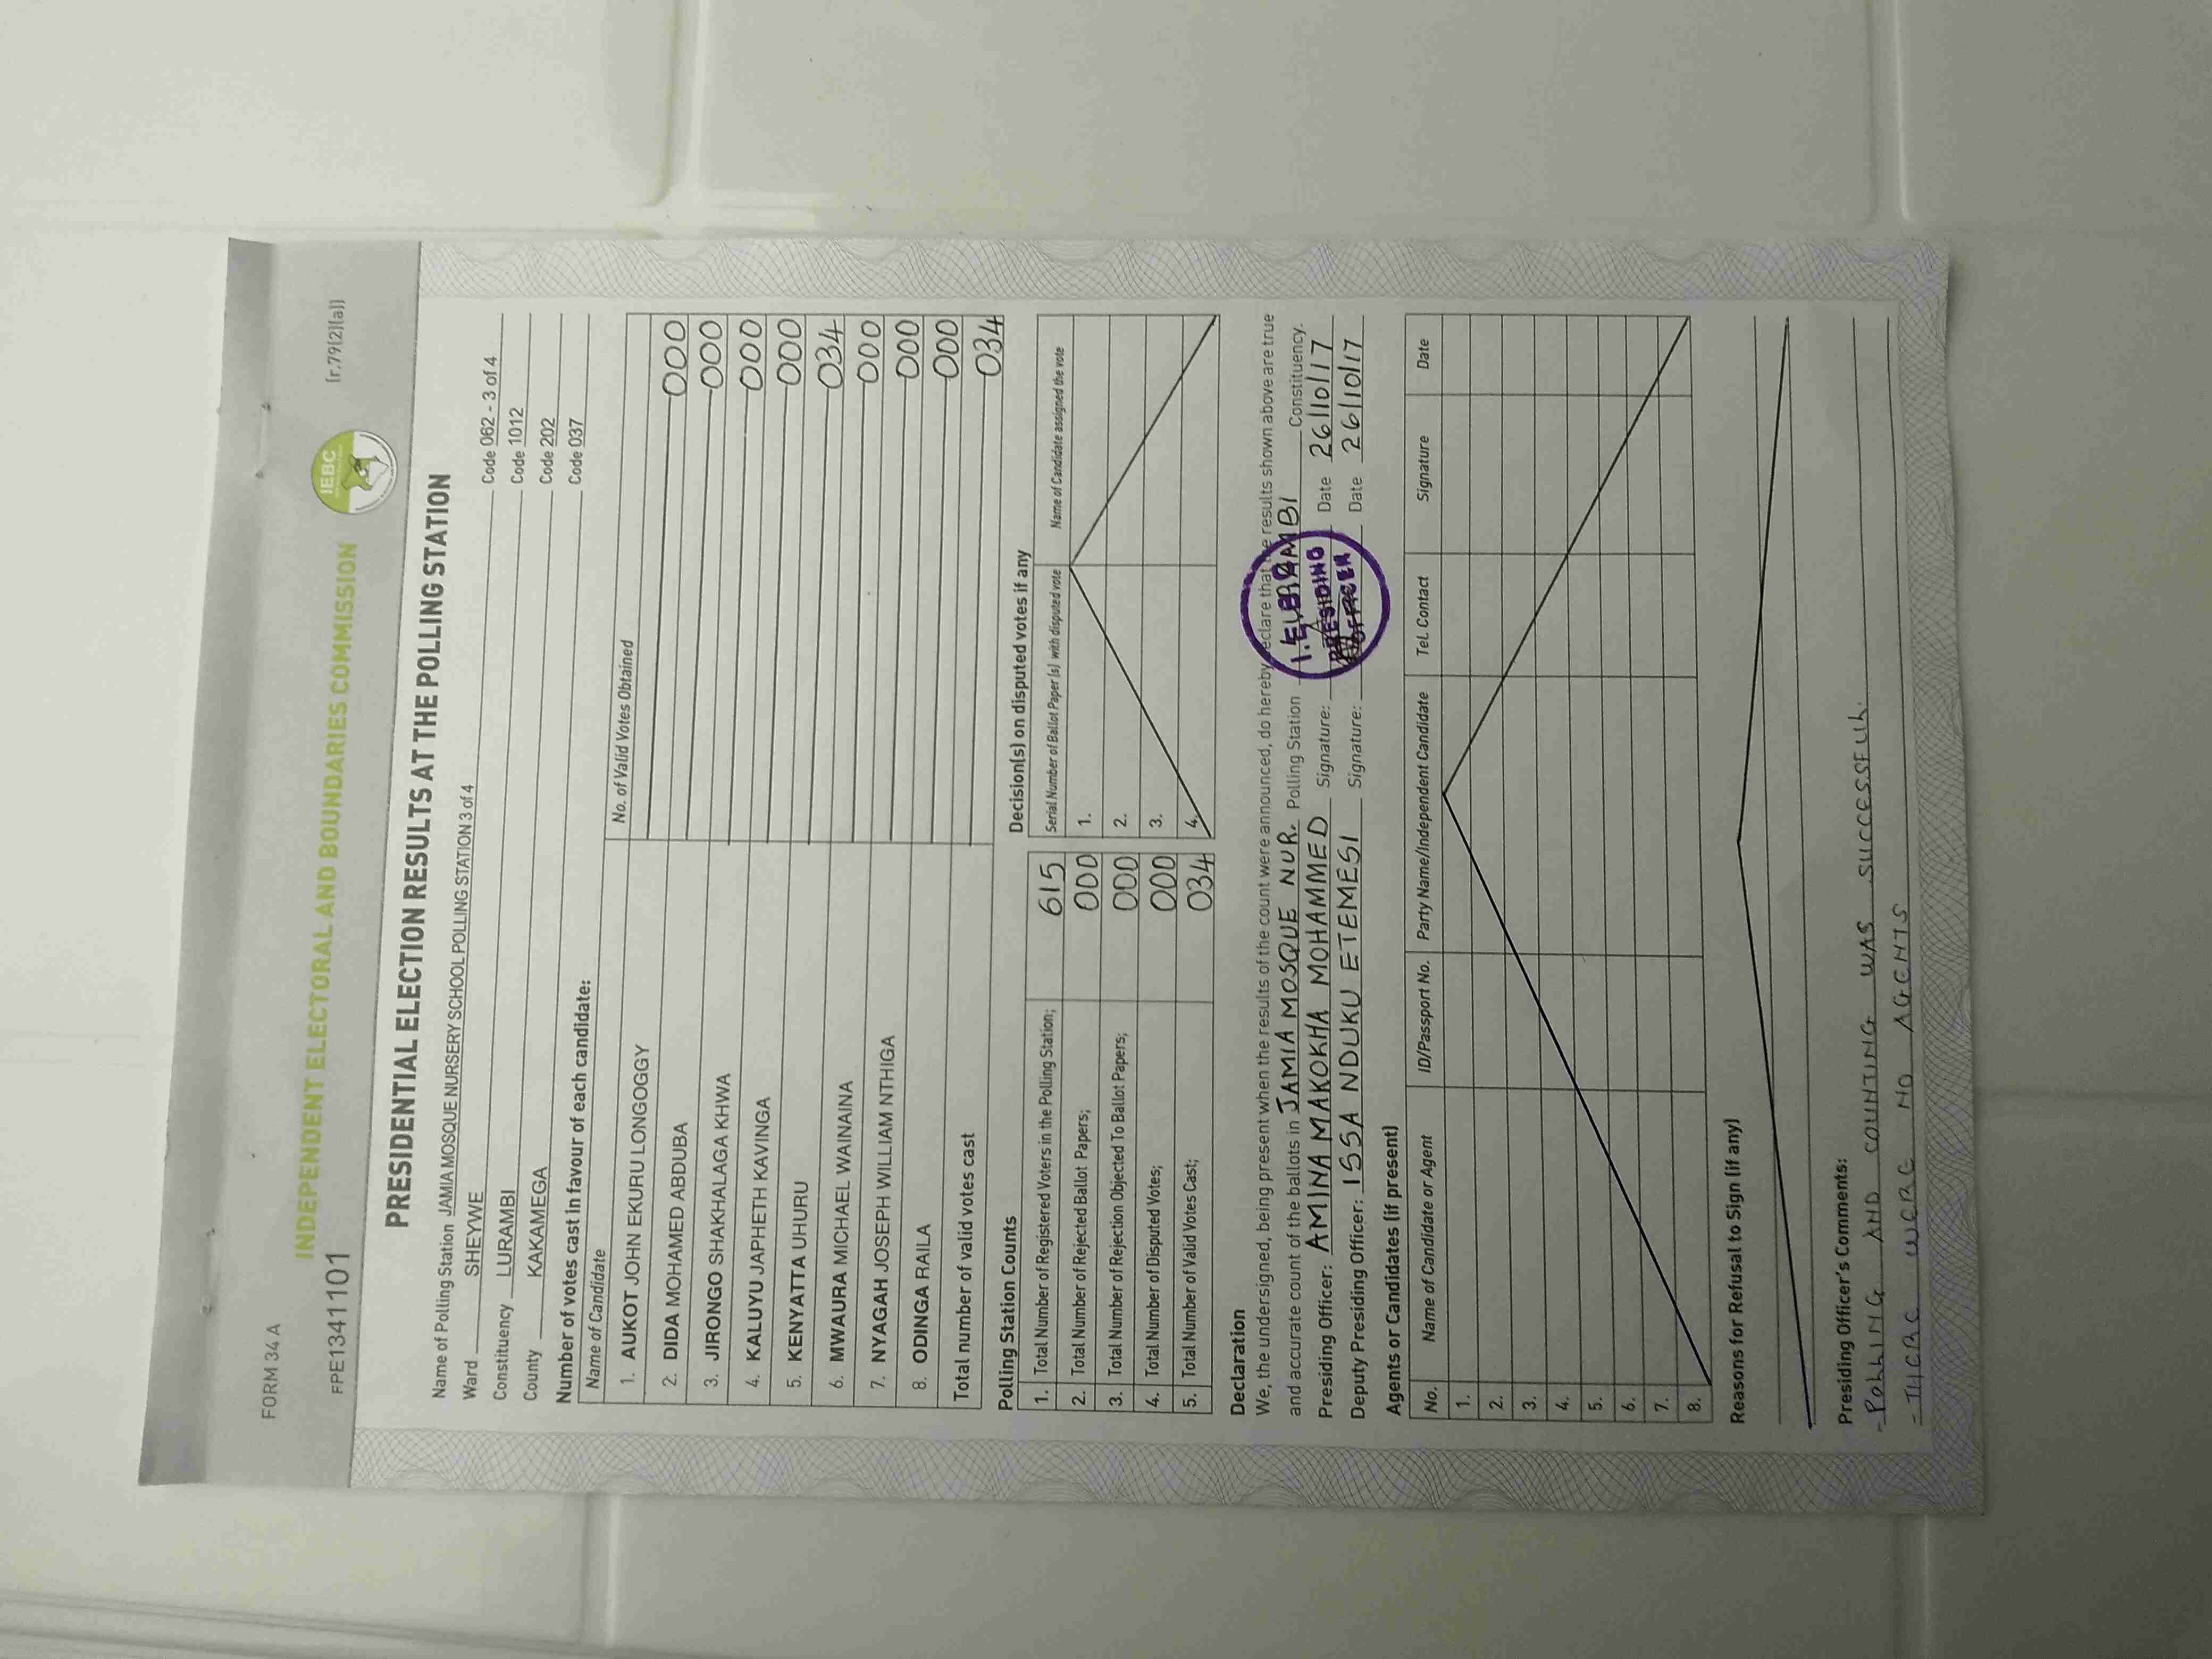 FORM 34 A
[r.79(2)(a)]
FPE1341101
INDEPENDENT ELECTORAL AND BOUNDARIES COMMISSION
IEBC
PRESIDENTIAL ELECTION RESULTS AT THE POLLING STATION
Name of Polling Station JAMIA MOSQUE NURSERY SCHOOL POLLING STATION 3 of 4 Code 062 - 3 of 4
Ward SHEYWE Code 1012
Constituency LURAMBI Code 202
County KAKAMEGA Code 037
Number of votes cast in favour of each candidate:
Name of Candidate No. of Valid Votes Obtained
1. AUKOT JOHN EKURU LONGOGGY 000
2. DIDA MOHAMED ABDUBA 000
3. JIRONGO SHAKHALAGA KHWA 000
4. KALUYU JAPHETH KAVINGA 000
5. KENYATTA UHURU 034
6. MWAURA MICHAEL WAINAINA 000
7. NYAGAH JOSEPH WILLIAM NTHIGA 000
8. ODINGA RAILA 000
Total number of valid votes cast 034
Polling Station Counts
1. Total Number of Registered Voters in the Polling Station; 615
2. Total Number of Rejected Ballot Papers; 000
3. Total Number of Rejection Objected To Ballot Papers; 000
4. Total Number of Disputed Votes; 000
5. Total Number of Valid Votes Cast; 034
Decision(s) on disputed votes if any
Serial Number of Ballot Paper (s) with disputed vote Name of Candidate assigned the vote
1.
2.
3.
4.
Declaration
We, the undersigned, being present when the results of the count were announced, do hereby declare that the results shown above are true
and accurate count of the ballots in JAMIA MOSQUE NUR. Polling Station LURAMBI Constituency.
Presiding Officer: AMINA MAKOKHA MOHAMMED Signature: Date 26/10/17
Deputy Presiding Officer: ISSA NDUKU ETEMESI Signature: Date 26/10/17
I.E.B.C
PRESIDING
OFFICER
Agents or Candidates (if present)
No. Name of Candidate or Agent ID/Passport No. Party Name/Independent Candidate Tel. Contact Signature Date
1.
2.
3.
4.
5.
6.
7.
8.
Reasons for Refusal to Sign (if any)
Presiding Officer's Comments:
- POLLING AND COUNTING WAS SUCCESSFUL.
- THERE WERE NO AGENTS